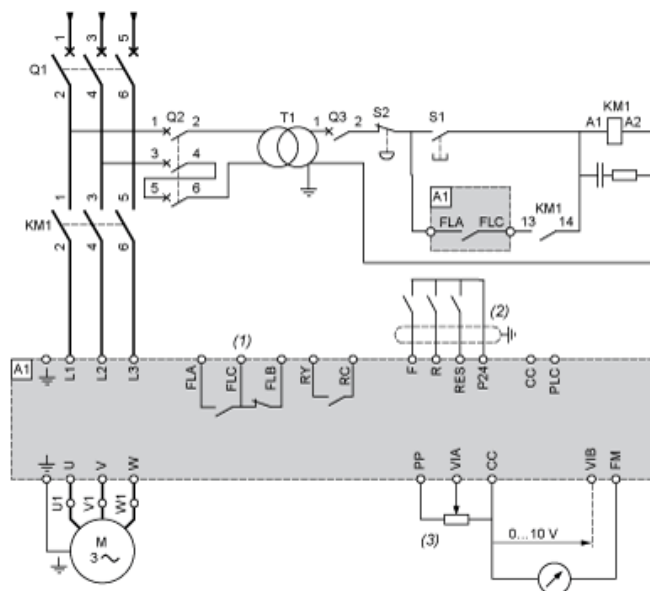 1 3 5
Q1
2 4 6
1 Q2 2 T1 1 Q3 2 S2 S1 KM1
A1 A2
3 4
5 6
A1
FLA FLC 13 KM1 14
1 3 5
KM1
2 4 6
(1) (2)
A1
L1 L2 L3 FLA FLC FLB RY RC F R RES P24 CC PLC
U V W PP VIA CC VIB FM
U1 V1 W1
M
3
(3)
0...10 V